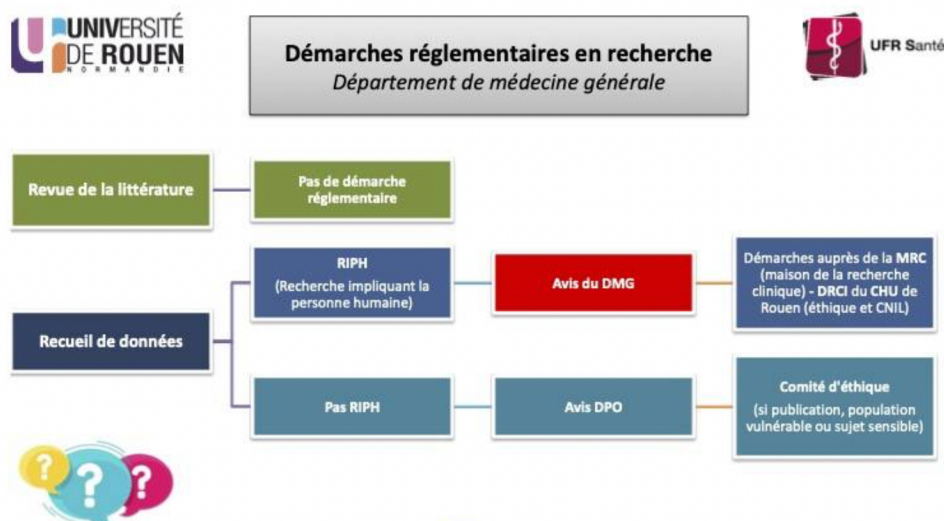 UNIVERSITÉ
DE ROUEN
NORMANDIE
Démarches réglementaires en recherche
Département de médecine générale
UFR Santé
Revue de la littérature
Pas de démarche
réglementaire
RIPH
(Recherche impliquant la
personne humaine)
Avis du DMG
Démarches auprès de la MRC
(maison de la recherche
clinique) - DRCI du CHU de
Rouen (éthique et CNIL)
Recueil de données
Pas RIPH
Avis DPO
Comité d'éthique
(si publication, population
vulnérable ou sujet sensible)
?
?
?